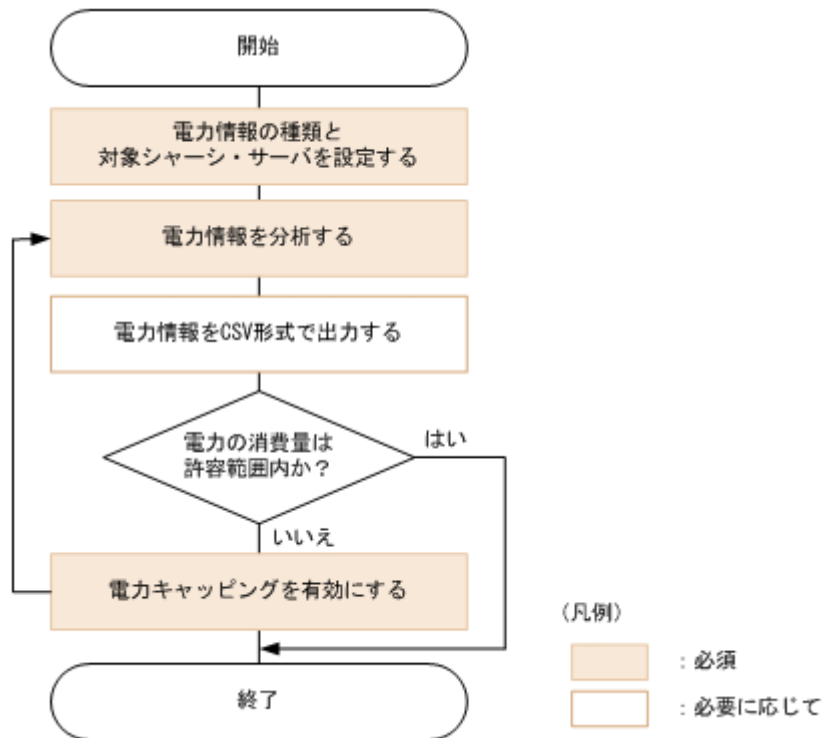 開始
電力情報の種類と
対象シャーシ・サーバを設定する
電力情報を分析する
電力情報をCSV形式で出力する
電力の消費量は
許容範囲内か？
はい
いいえ
電力キャッピングを有効にする
終了
（凡例）
：必須
：必要に応じて